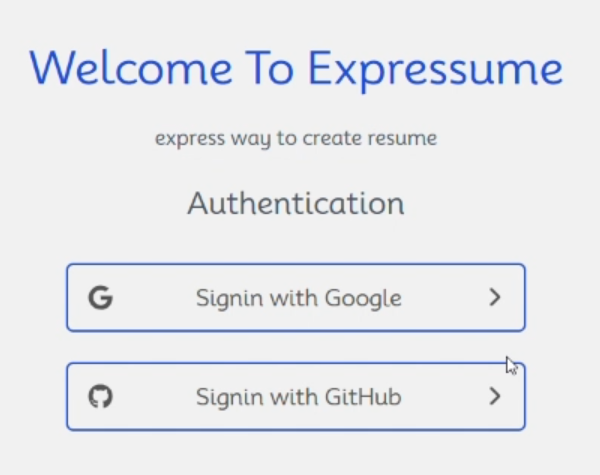 Welcome To Expressume
express way to create resume
Authentication
Signin with Google
Signin with GitHub